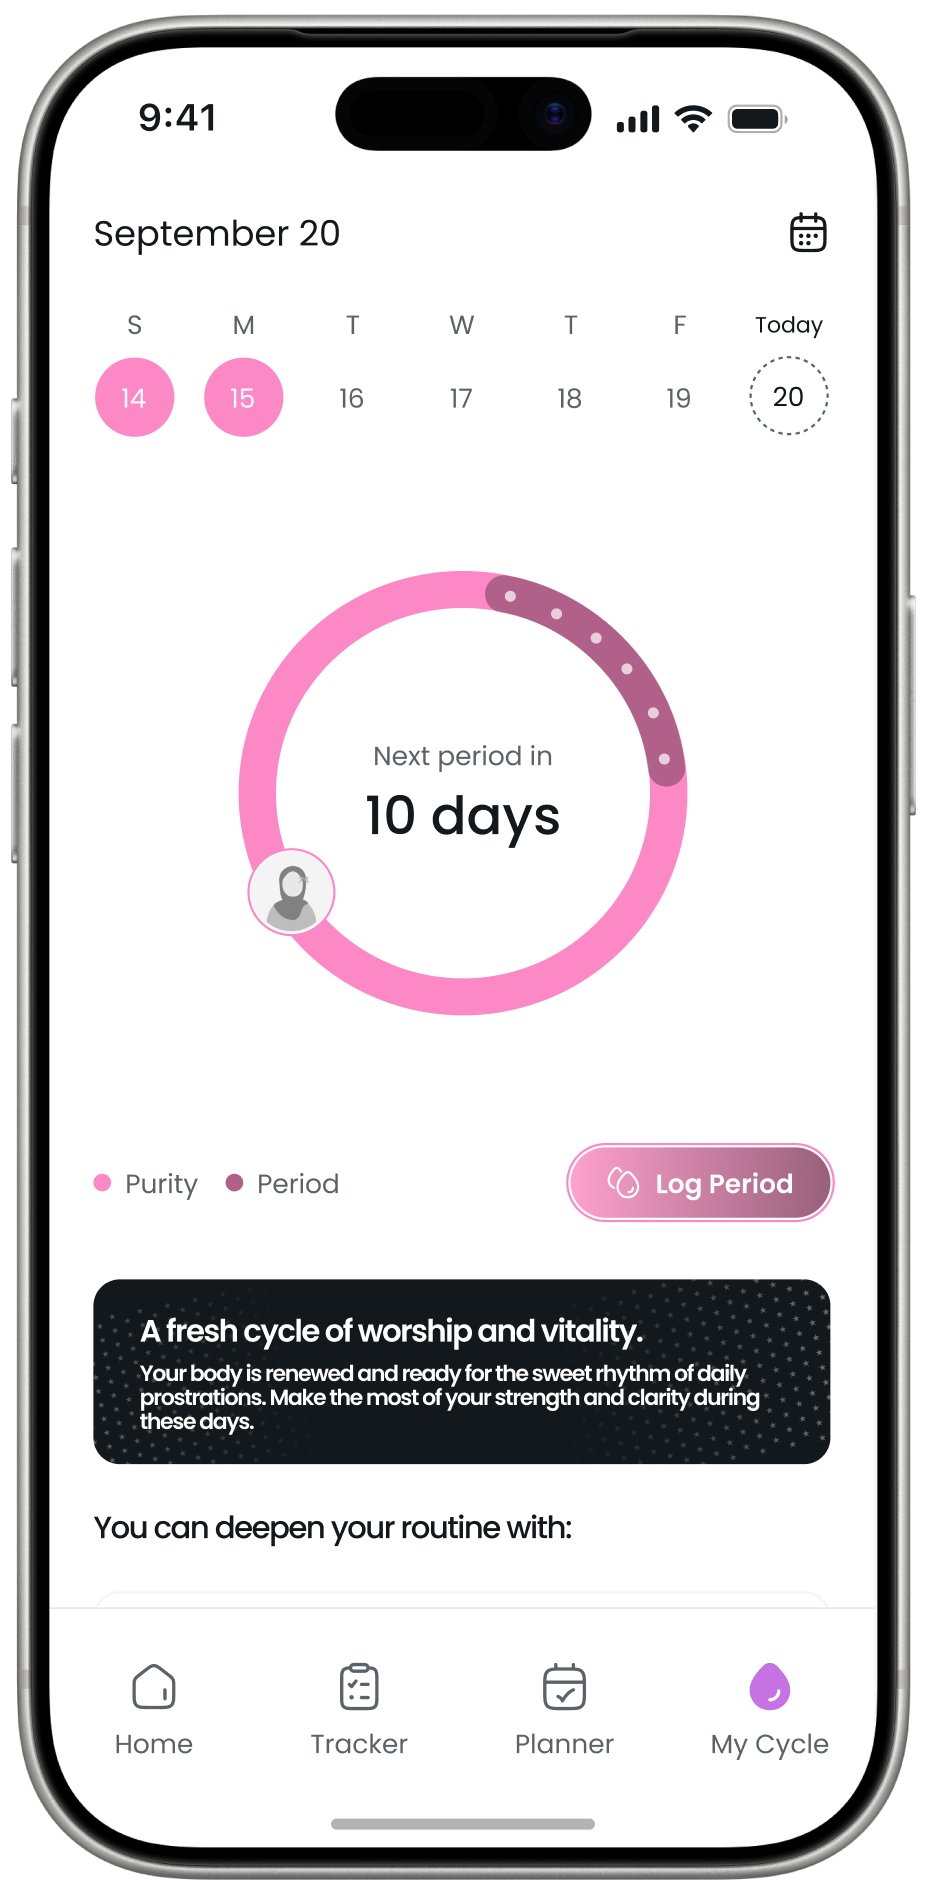 9:41
September 20
S M T W T F Today
14 15 16 17 18 19 20
Next period in
10 days
Purity Period Log Period
A fresh cycle of worship and vitality.
Your body is renewed and ready for the sweet rhythm of daily
prostrations. Make the most of your strength and clarity during
these days.
You can deepen your routine with:
Home Tracker Planner My Cycle